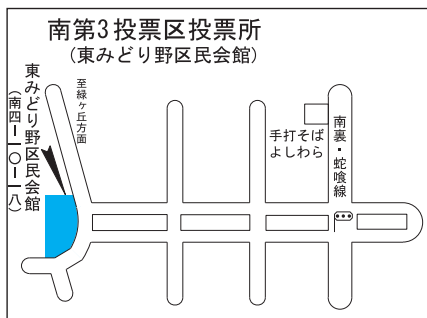 南第3投票区投票所
(東みどり野区民会館)
東みどり野区民会館
(南四ー一〇ー一八)
至緑ヶ丘方面
手打そば
よしわら
南裏・蛇喰線